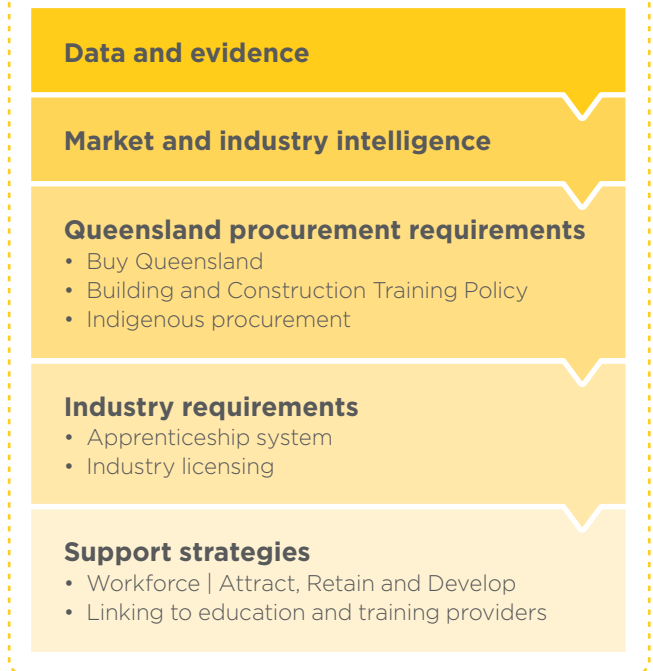 Data and evidence
Market and industry intelligence
Queensland procurement requirements
• Buy Queensland
• Building and Construction Training Policy
• Indigenous procurement
Industry requirements
• Apprenticeship system
• Industry licensing
Support strategies
• Workforce | Attract, Retain and Develop
• Linking to education and training providers